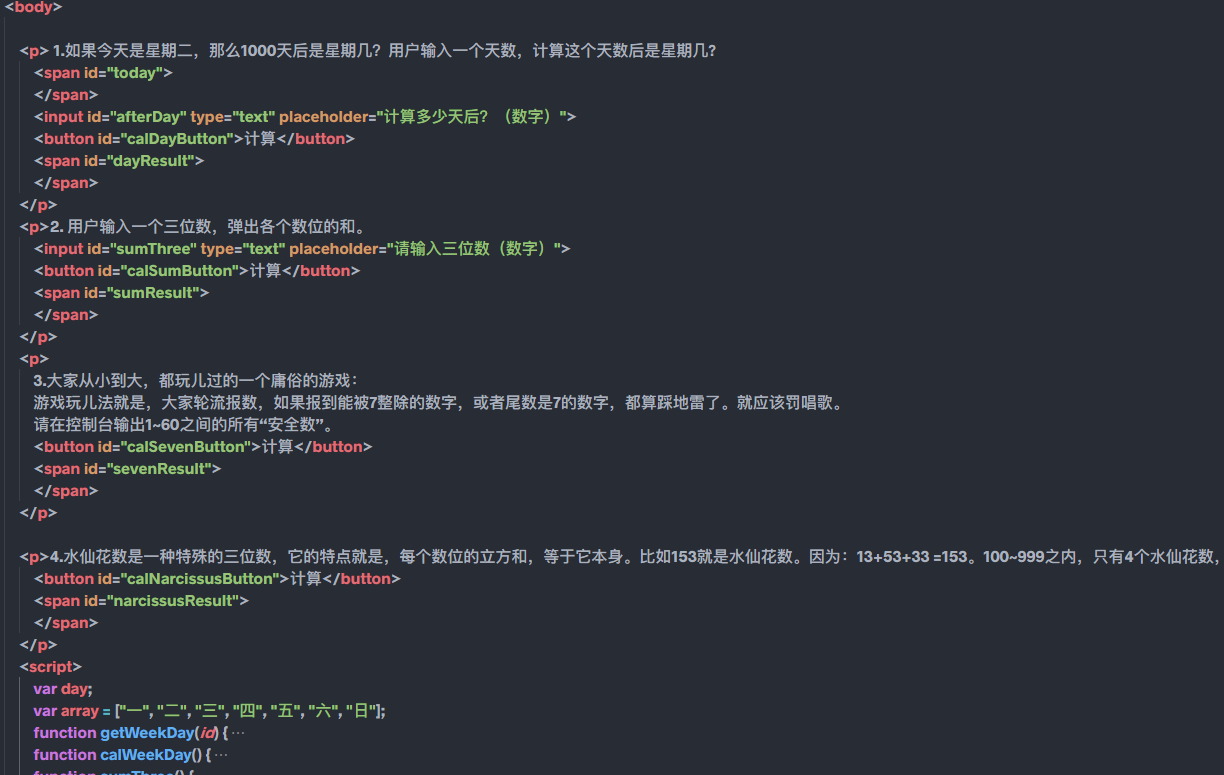 <body>
<p> 1.如果今天是星期二，那么1000天后是星期几？用户输入一个天数，计算这个天数后是星期几?
<span id="today">
</span>
<input id="afterDay" type="text" placeholder="计算多少天后？（数字）">
<button id="calDayButton">计算</button>
<span id="dayResult">
</span>
</p>
<p>2. 用户输入一个三位数，弹出各个数位的和。
<input id="sumThree" type="text" placeholder="请输入三位数（数字）">
<button id="calSumButton">计算</button>
<span id="sumResult">
</span>
</p>
<p>
3.大家从小到大，都玩儿过的一个庸俗的游戏：
游戏玩儿法就是，大家轮流报数，如果报到能被7整除的数字，或者尾数是7的数字，都算踩地雷了。就应该罚唱歌。
请在控制台输出1~60之间的所有“安全数”。
<button id="calSevenButton">计算</button>
<span id="sevenResult">
</span>
</p>
<p>4.水仙花数是一种特殊的三位数，它的特点就是，每个数位的立方和，等于它本身。比如153就是水仙花数。因为：13+53+33 =153。100~999之内，只有4个水仙花数，
<button id="calNarcissusButton">计算</button>
<span id="narcissusResult">
</span>
</p>
<script>
var day;
var array = ["一", "二", "三", "四", "五", "六", "日"];
function getWeekDay(id) { ···
function calWeekDay() { ···
function sumThree() {